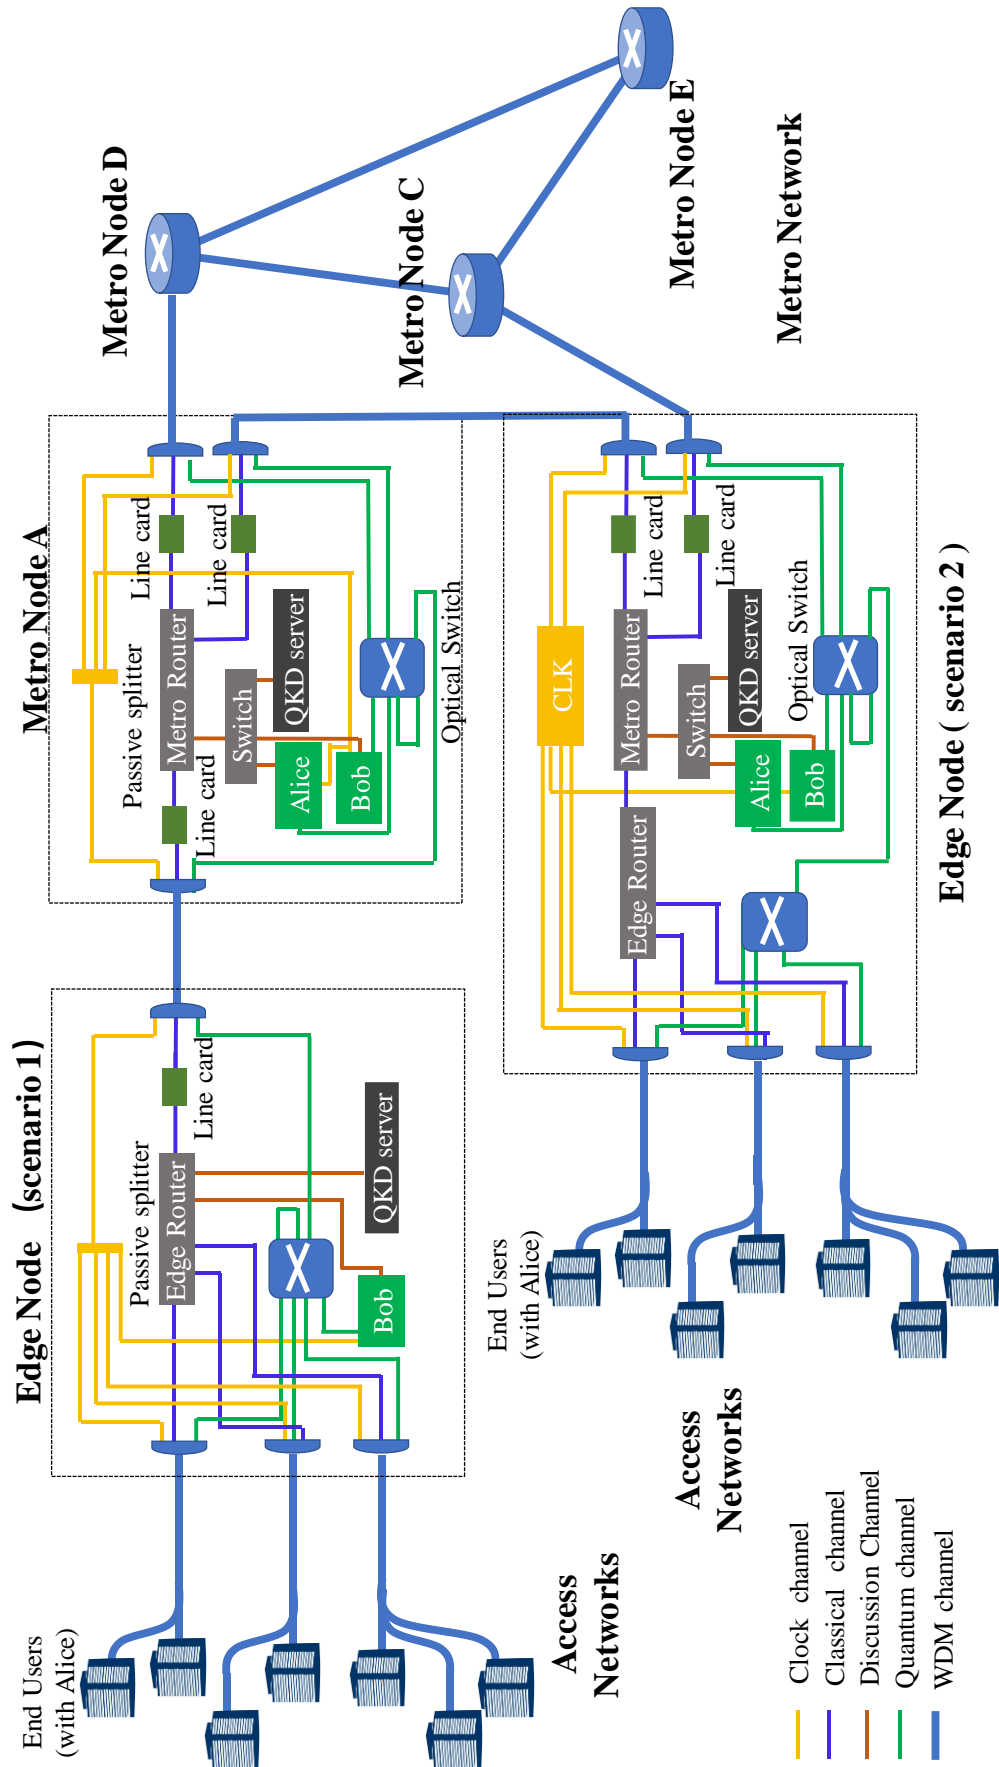 Edge Node (scenario 1)
Metro Node A
Metro Node D
End Users
(with Alice)
Passive splitter
Edge Router
Line card
QKD server
Bob
Passive splitter
Line card
Metro Router
Line card
Line card
Switch
QKD server
Alice
Bob
Optical Switch
Metro Node C
Metro Node E
Metro Network
Access
Networks
End Users
(with Alice)
CLK
Edge Router
Metro Router
Line card
Line card
Switch
QKD server
Alice
Bob
Optical Switch
Edge Node ( scenario 2 )
Access
Networks
Clock channel
Classical channel
Discussion Channel
Quantum channel
WDM channel